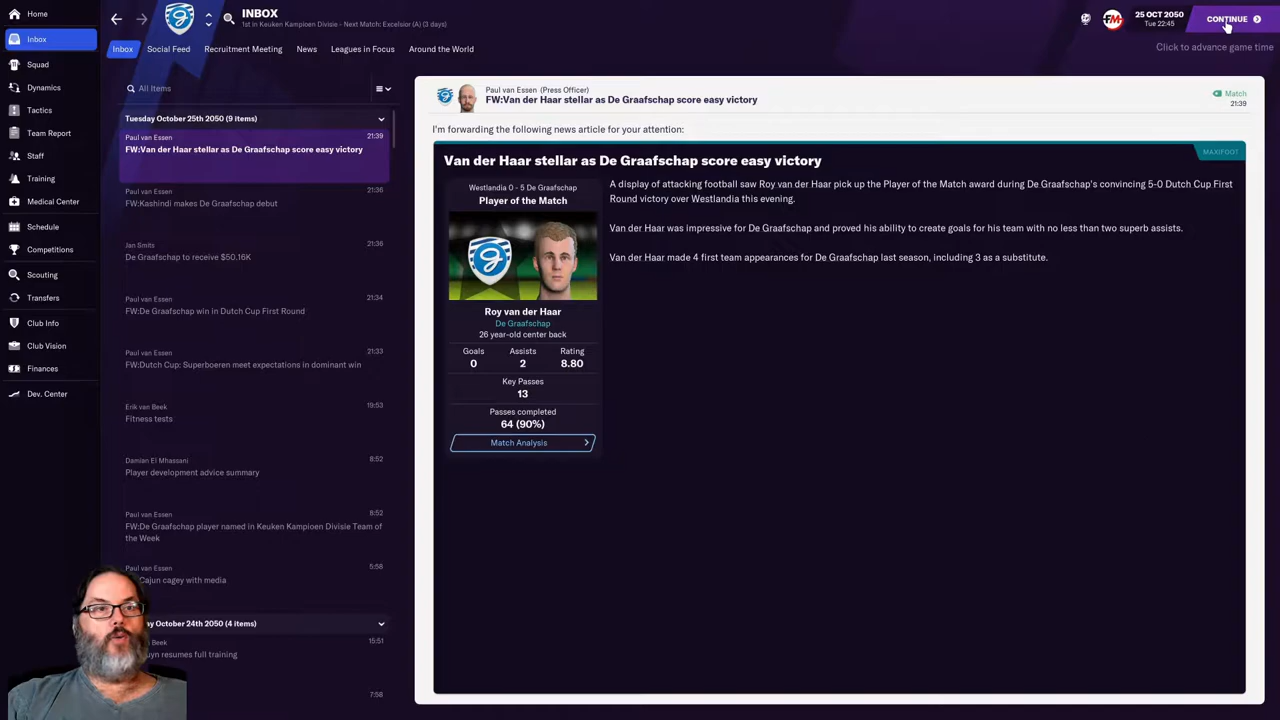 Home
Inbox
Squad
Dynamics
Tactics
Team Report
Staff
Training
Medical Center
Schedule
Competitions
Scouting
Transfers
Club Info
Club Vision
Finances
Dev. Center
INBOX
1st in Keuken Kampioen Divisie - Next Match: Excelsior (A) (3 days)
FM
25 OCT 2050
Tue 22:45
CONTINUE
Click to advance game time
Inbox Social Feed Recruitment Meeting News Leagues in Focus Around the World
All Items
Tuesday October 25th 2050 (9 items)
Paul van Essen 21:39
FW:Van der Haar stellar as De Graafschap score easy victory
Paul van Essen 21:36
FW:Kashindi makes De Graafschap debut
Jan Smits 21:36
De Graafschap to receive $50.16K
Paul van Essen 21:34
FW:De Graafschap win in Dutch Cup First Round
Paul van Essen 21:33
FW:Dutch Cup: Superboeren meet expectations in dominant win
Erik van Beek 19:53
Fitness tests
Damian El Mhassani 8:52
Player development advice summary
Paul van Essen 8:52
FW:De Graafschap player named in Keuken Kampioen Divisie Team of
the Week
Paul van Essen 5:58
Cajun cagey with media
October 24th 2050 (4 items)
Beek 15:51
resumes full training
7:58
Paul van Essen (Press Officer)
FW:Van der Haar stellar as De Graafschap score easy victory
Match
21:39
I'm forwarding the following news article for your attention:
Van der Haar stellar as De Graafschap score easy victory
MAXIFOOT
Westlandia 0 - 5 De Graafschap
Player of the Match
Roy van der Haar
De Graafschap
26 year-old center back
Goals Assists Rating
0 2 8.80
Key Passes
13
Passes completed
64 (90%)
Match Analysis
A display of attacking football saw Roy van der Haar pick up the Player of the Match award during De Graafschap's convincing 5-0 Dutch Cup First
Round victory over Westlandia this evening.
Van der Haar was impressive for De Graafschap and proved his ability to create goals for his team with no less than two superb assists.
Van der Haar made 4 first team appearances for De Graafschap last season, including 3 as a substitute.